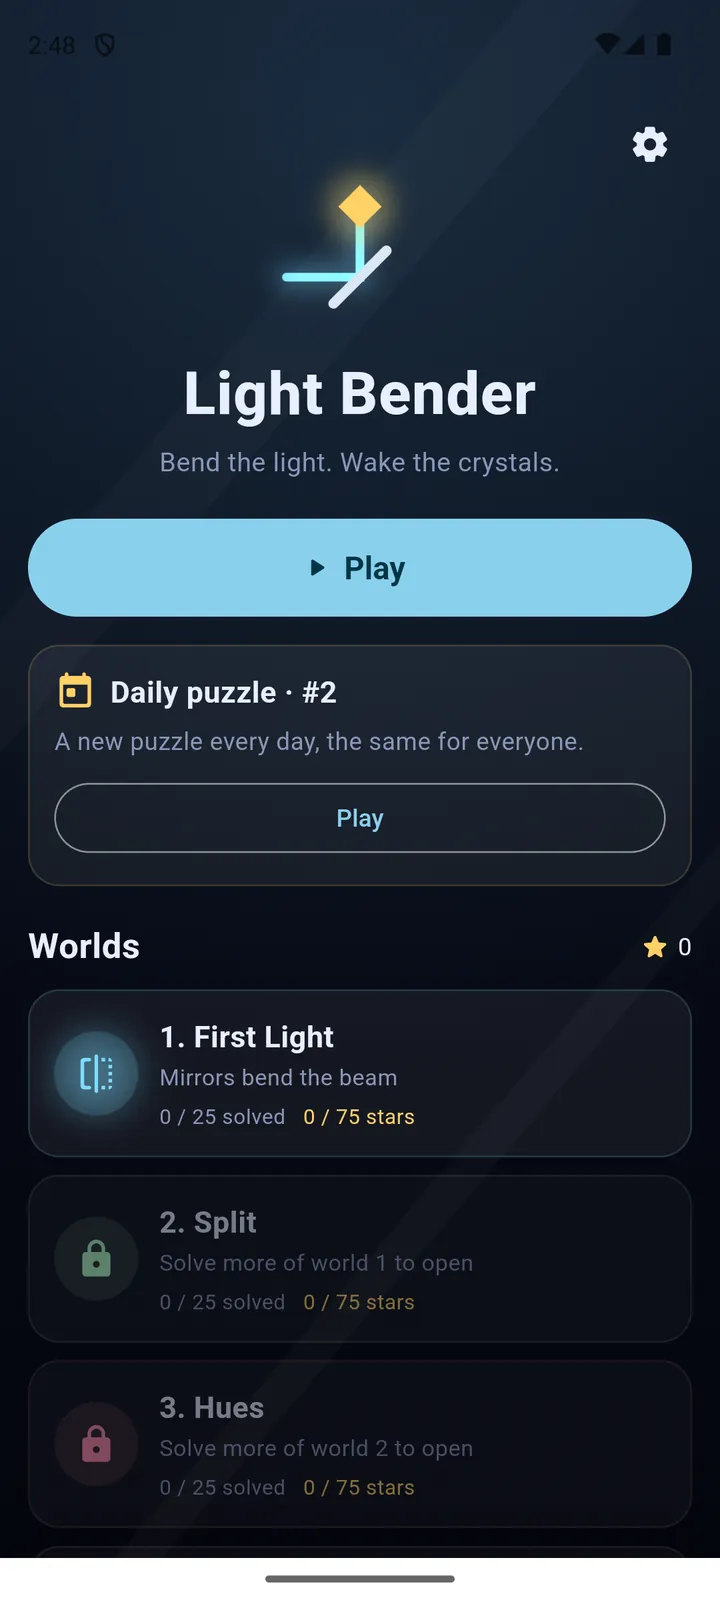 2:48
Light Bender
Bend the light. Wake the crystals.
Play
Daily puzzle · #2
A new puzzle every day, the same for everyone.
Play
Worlds
0
1. First Light
Mirrors bend the beam
0 / 25 solved 0 / 75 stars
2. Split
Solve more of world 1 to open
0 / 25 solved 0 / 75 stars
3. Hues
Solve more of world 2 to open
0 / 25 solved 0 / 75 stars